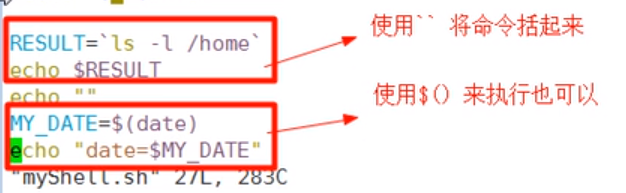 RESULT=`ls -l /home`
echo $RESULT
echo ""
MY_DATE=$(date)
echo "date=$MY_DATE"
"myShell.sh" 27L, 283C
使用`` 将命令括起来
使用$() 来执行也可以